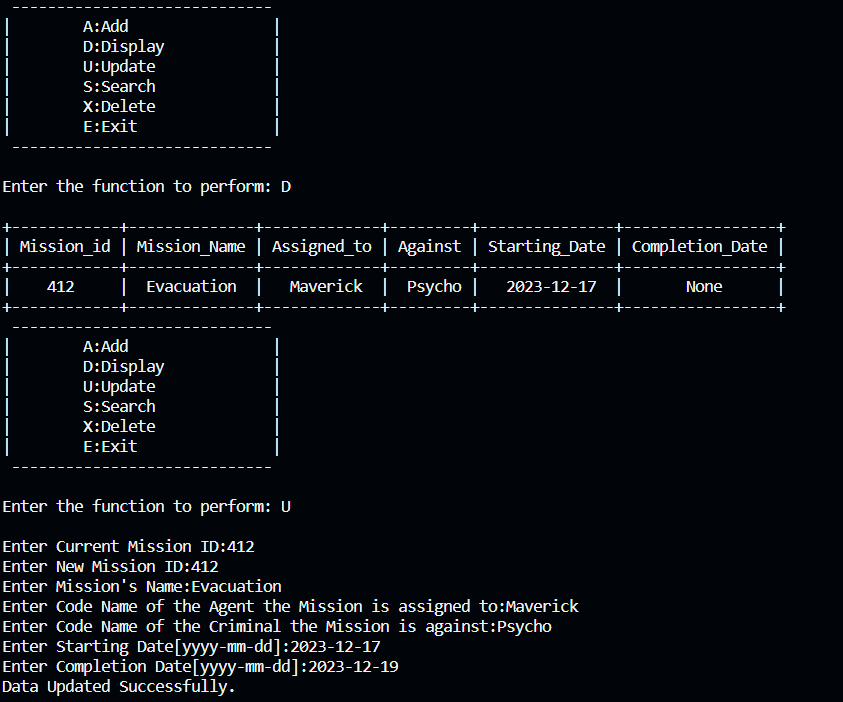 -----------------------------
|        A:Add                |
|        D:Display            |
|        U:Update             |
|        S:Search             |
|        X:Delete             |
|        E:Exit               |
 -----------------------------
Enter the function to perform: D
+------------+--------------+-------------+---------+---------------+-----------------+
| Mission_id | Mission_Name | Assigned_to | Against | Starting_Date | Completion_Date |
+------------+--------------+-------------+---------+---------------+-----------------+
|    412     |  Evacuation  |   Maverick  |  Psycho |   2023-12-17  |       None      |
+------------+--------------+-------------+---------+---------------+-----------------+
 -----------------------------
|        A:Add                |
|        D:Display            |
|        U:Update             |
|        S:Search             |
|        X:Delete             |
|        E:Exit               |
 -----------------------------
Enter the function to perform: U
Enter Current Mission ID:412
Enter New Mission ID:412
Enter Mission's Name:Evacuation
Enter Code Name of the Agent the Mission is assigned to:Maverick
Enter Code Name of the Criminal the Mission is against:Psycho
Enter Starting Date[yyyy-mm-dd]:2023-12-17
Enter Completion Date[yyyy-mm-dd]:2023-12-19
Data Updated Successfully.